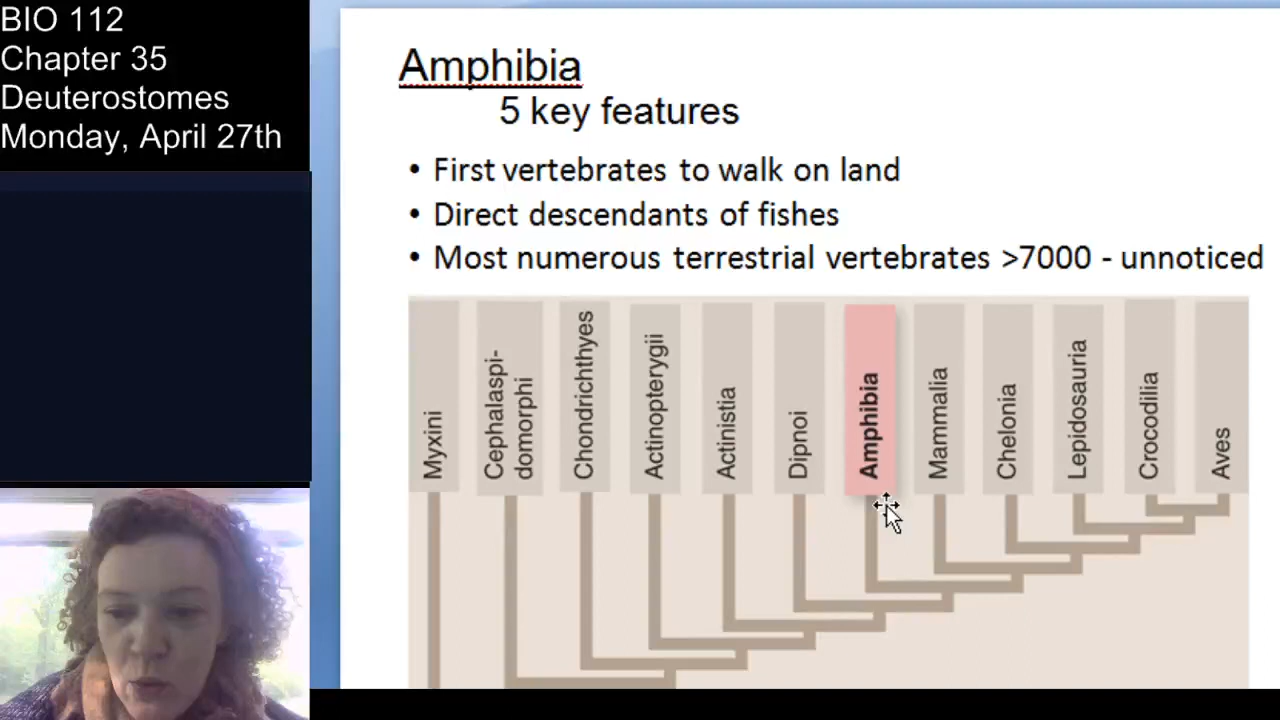 BIO 112
Chapter 35
Deuterostomes
Monday, April 27th
Amphibia
5 key features
• First vertebrates to walk on land
• Direct descendants of fishes
• Most numerous terrestrial vertebrates >7000 - unnoticed
Myxini
Cephalaspi-
domorphi
Chondrichthyes
Actinopterygii
Actinistia
Dipnoi
Amphibia
Mammalia
Chelonia
Lepidosauria
Crocodilia
Aves